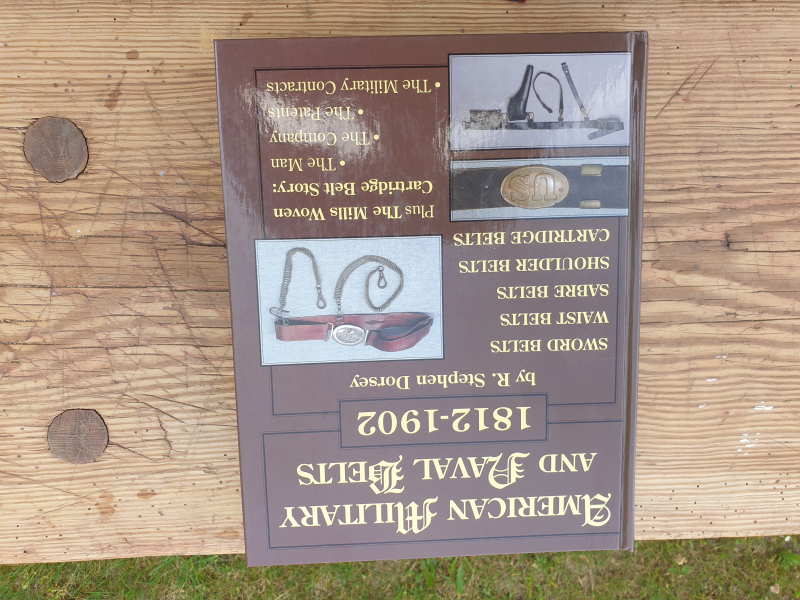 AMERICAN MILITARY
AND NAVAL BELTS
1812-1902
by R. Stephen Dorsey
SWORD BELTS
WAIST BELTS
SABRE BELTS
SHOULDER BELTS
CARTRIDGE BELTS
US
Plus The Mills Woven
Cartridge Belt Story:
• The Man
• The Company
• The Patents
• The Military Contracts